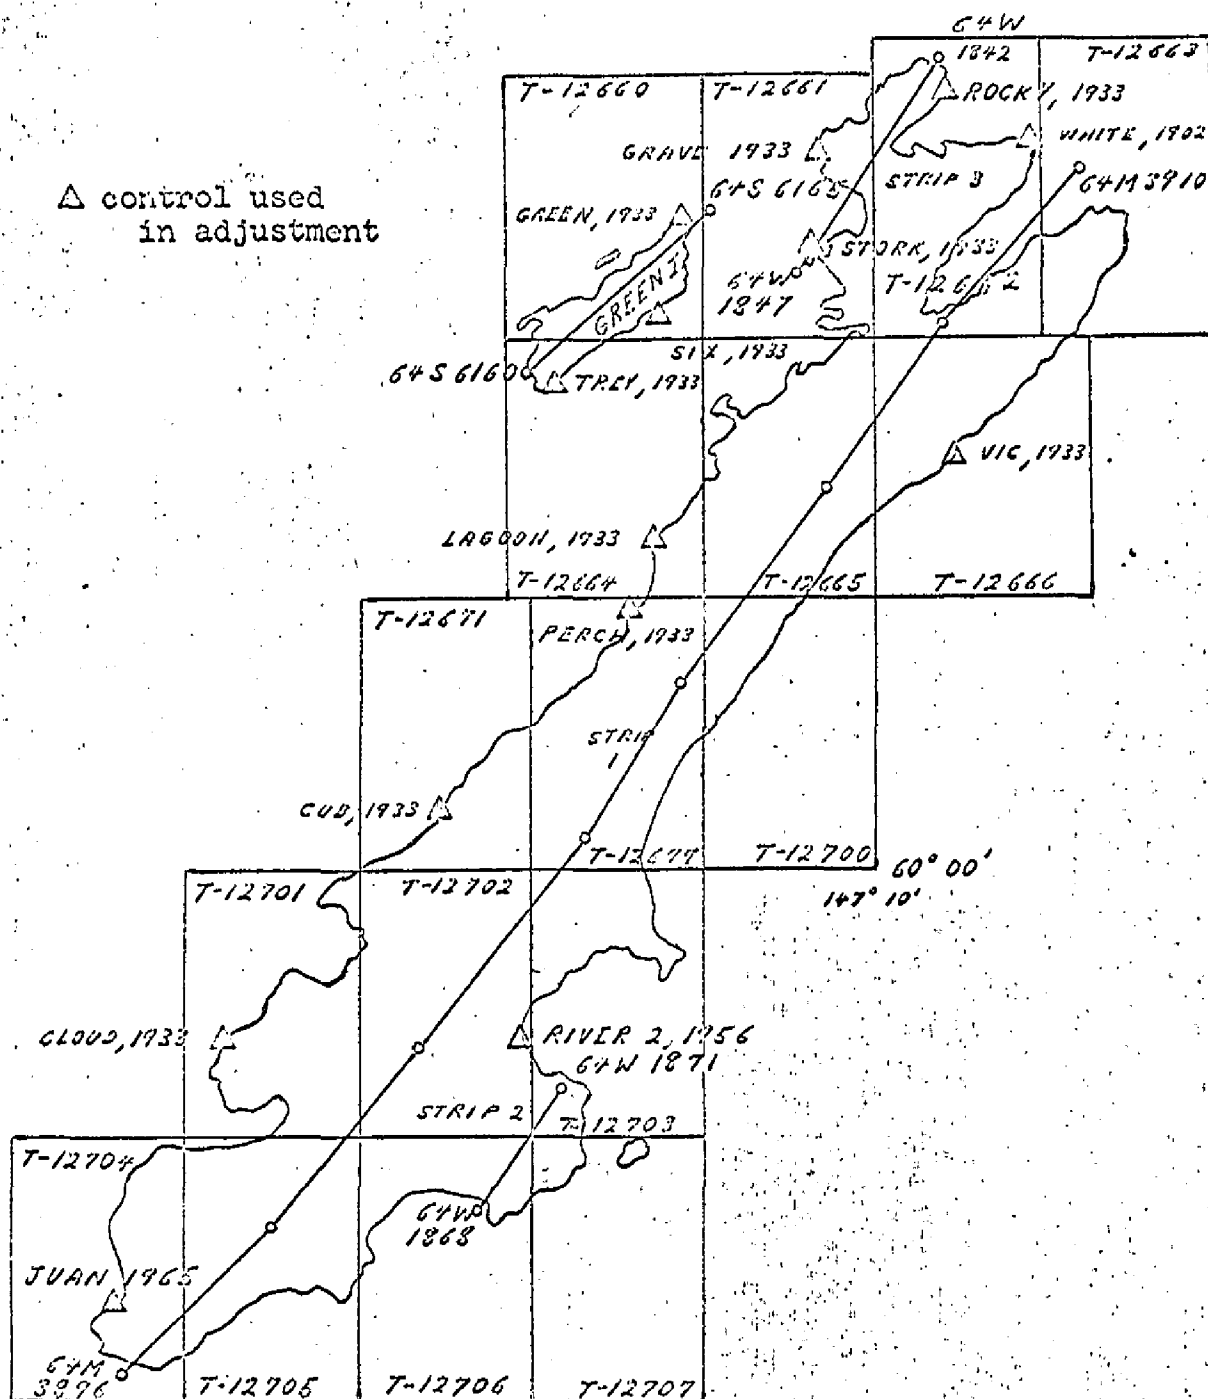 64W
1842
T-12663
T-12660
T-12661
ROCKY, 1933
GRAVE 1933
WHITE, 1902
△ control used
in adjustment
STRIP 3
64M 3910
64S 6165
GREEN, 1933
STORK, 1933
64W
1847
T-12662
GREEN I
SIX, 1933
64S 6160
TREY, 1933
VIC, 1933
LAGOON, 1933
T-12664
T-12665
T-12666
T-12671
PERCH, 1933
STRIP
1
CUB, 1933
T-12677
T-12700
60° 00'
147° 10'
T-12701
T-12702
CLOUD, 1933
RIVER 2, 1956
64W 1871
STRIP 2
T-12703
T-12704
64W
1868
JUAN 1965
64M
3896
T-12705
T-12706
T-12707